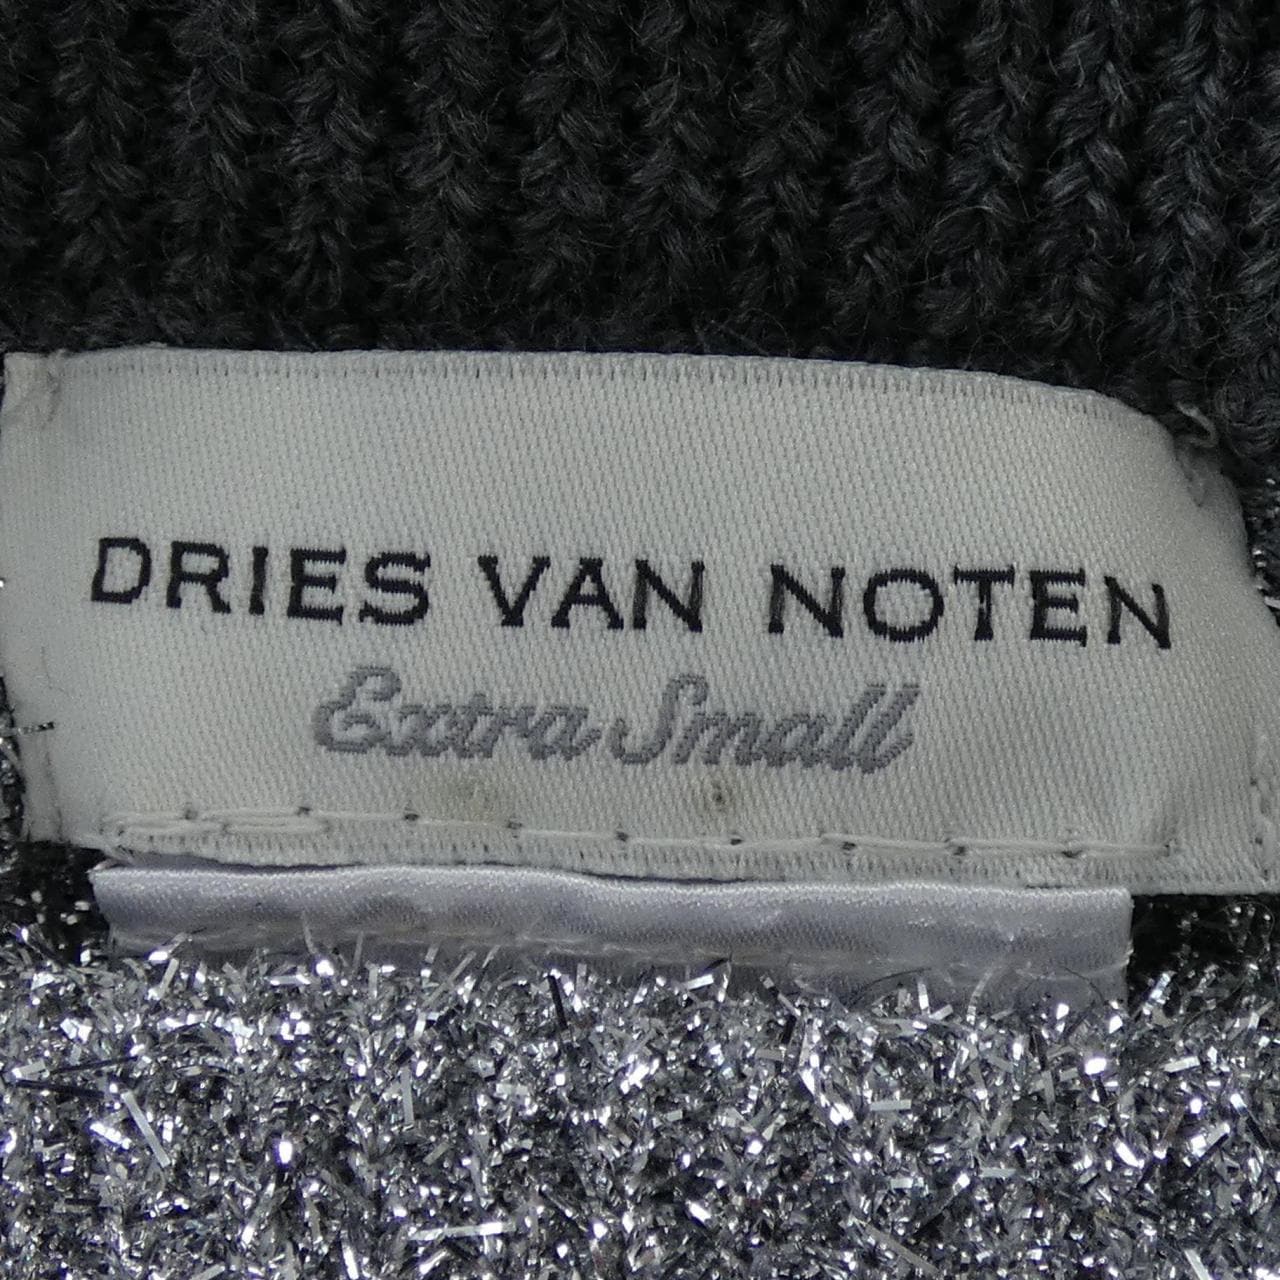 DRIES VAN NOTEN
Extra Small